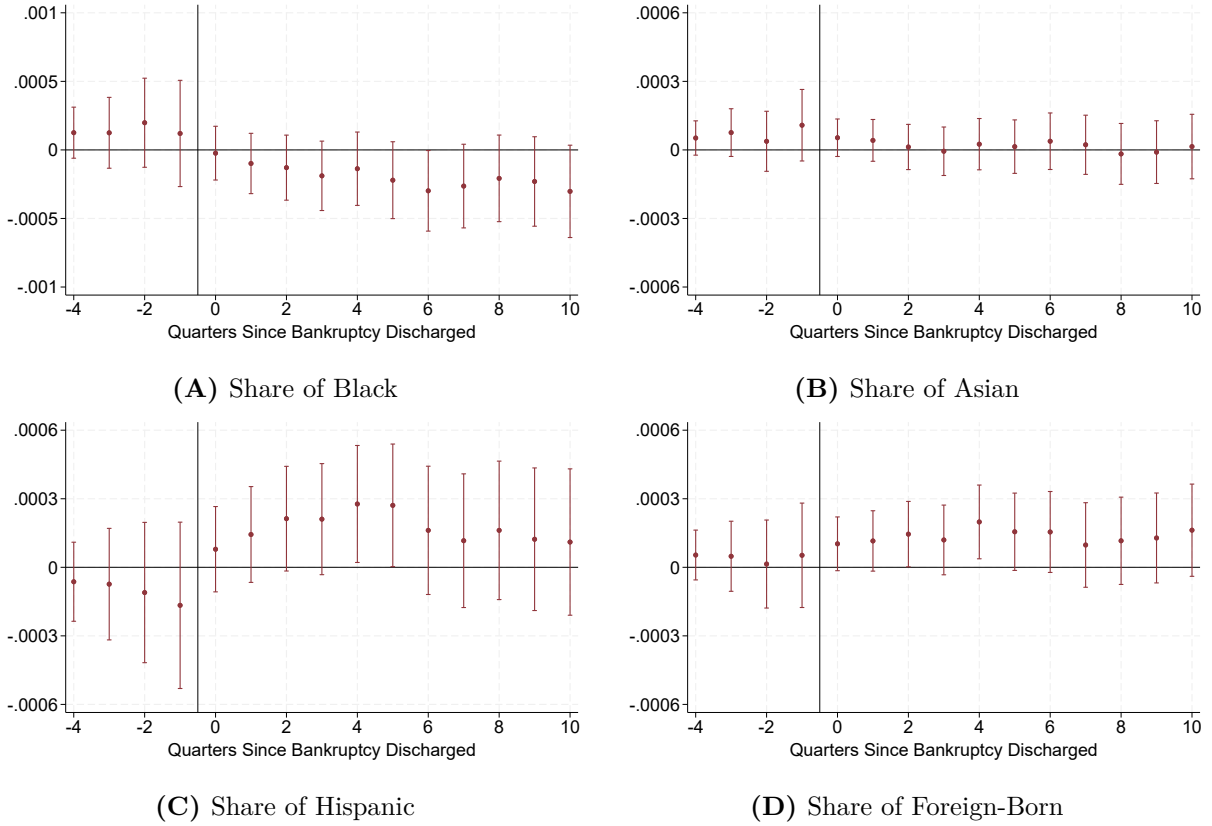 .001
.0005
0
-.0005
-.001
-4 -2 0 2 4 6 8 10
Quarters Since Bankruptcy Discharged
(A) Share of Black
.0006
.0003
0
-.0003
-.0006
-4 -2 0 2 4 6 8 10
Quarters Since Bankruptcy Discharged
(B) Share of Asian
.0006
.0003
0
-.0003
-.0006
-4 -2 0 2 4 6 8 10
Quarters Since Bankruptcy Discharged
(C) Share of Hispanic
.0006
.0003
0
-.0003
-.0006
-4 -2 0 2 4 6 8 10
Quarters Since Bankruptcy Discharged
(D) Share of Foreign-Born